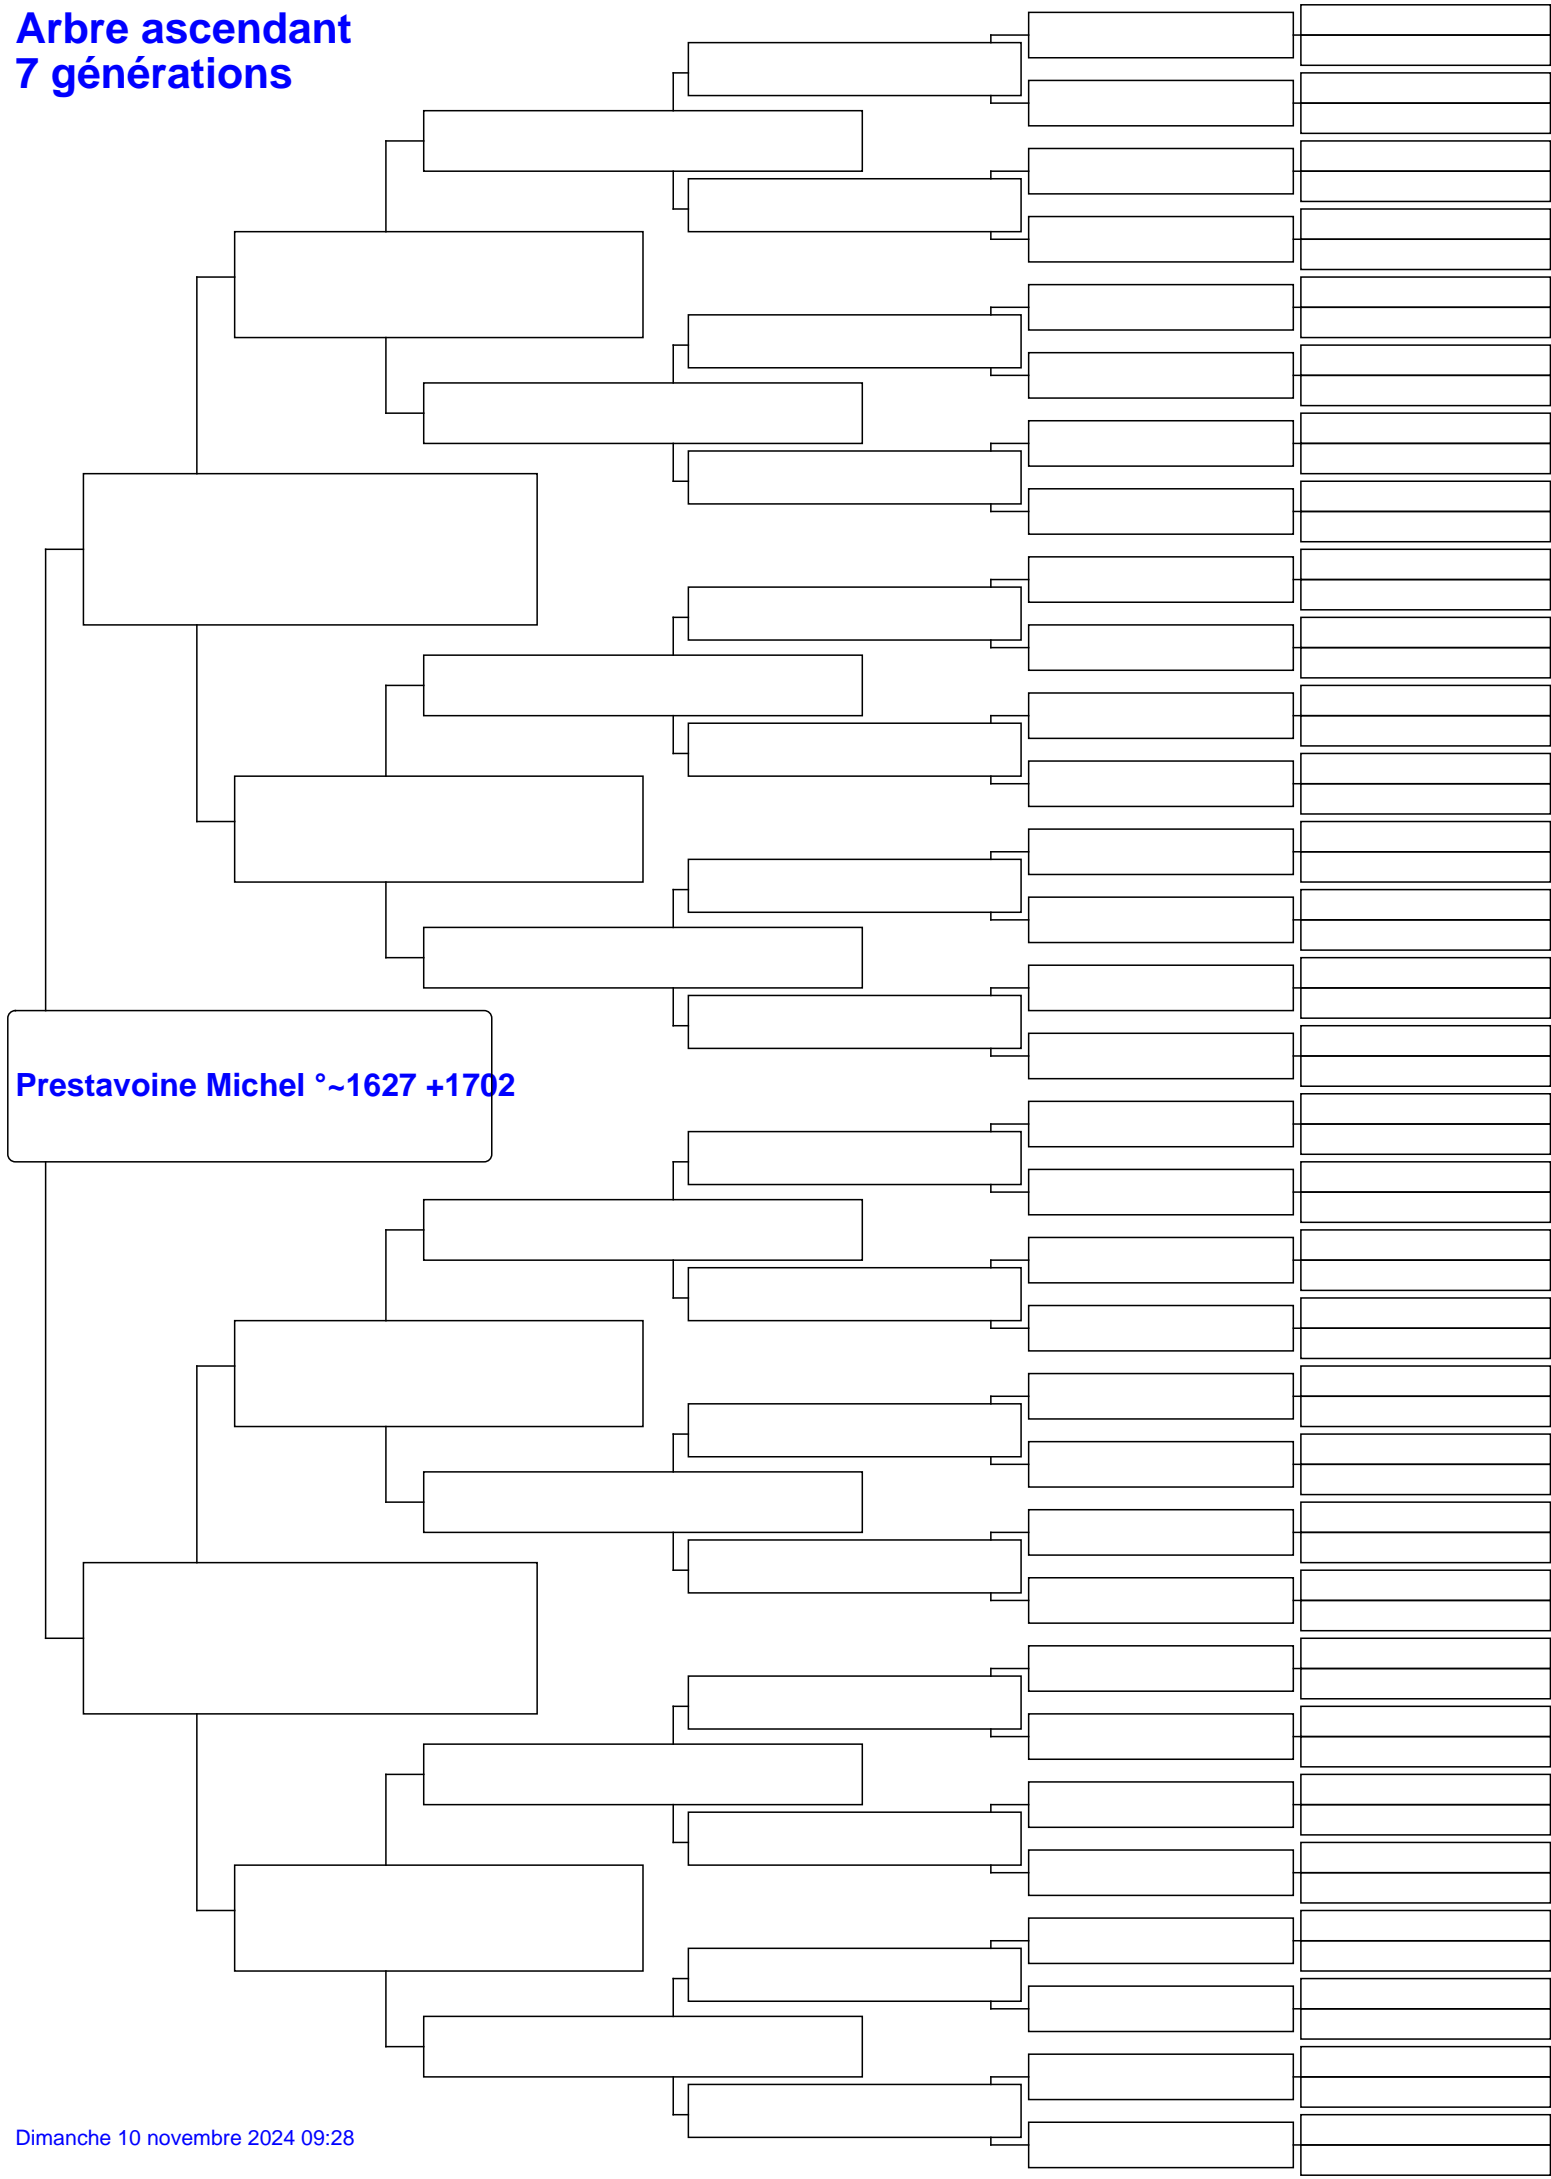 Arbre ascendant
7 générations
Prestavoine Michel °~1627 +1702
Dimanche 10 novembre 2024 09:28